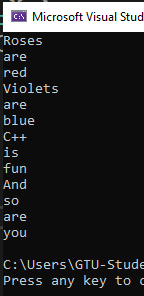 Microsoft Visual Stud
Roses
are
red
Violets
are
blue
C++
is
fun
And
so
are
you
C:\Users\GTU-Stude
Press any key to c